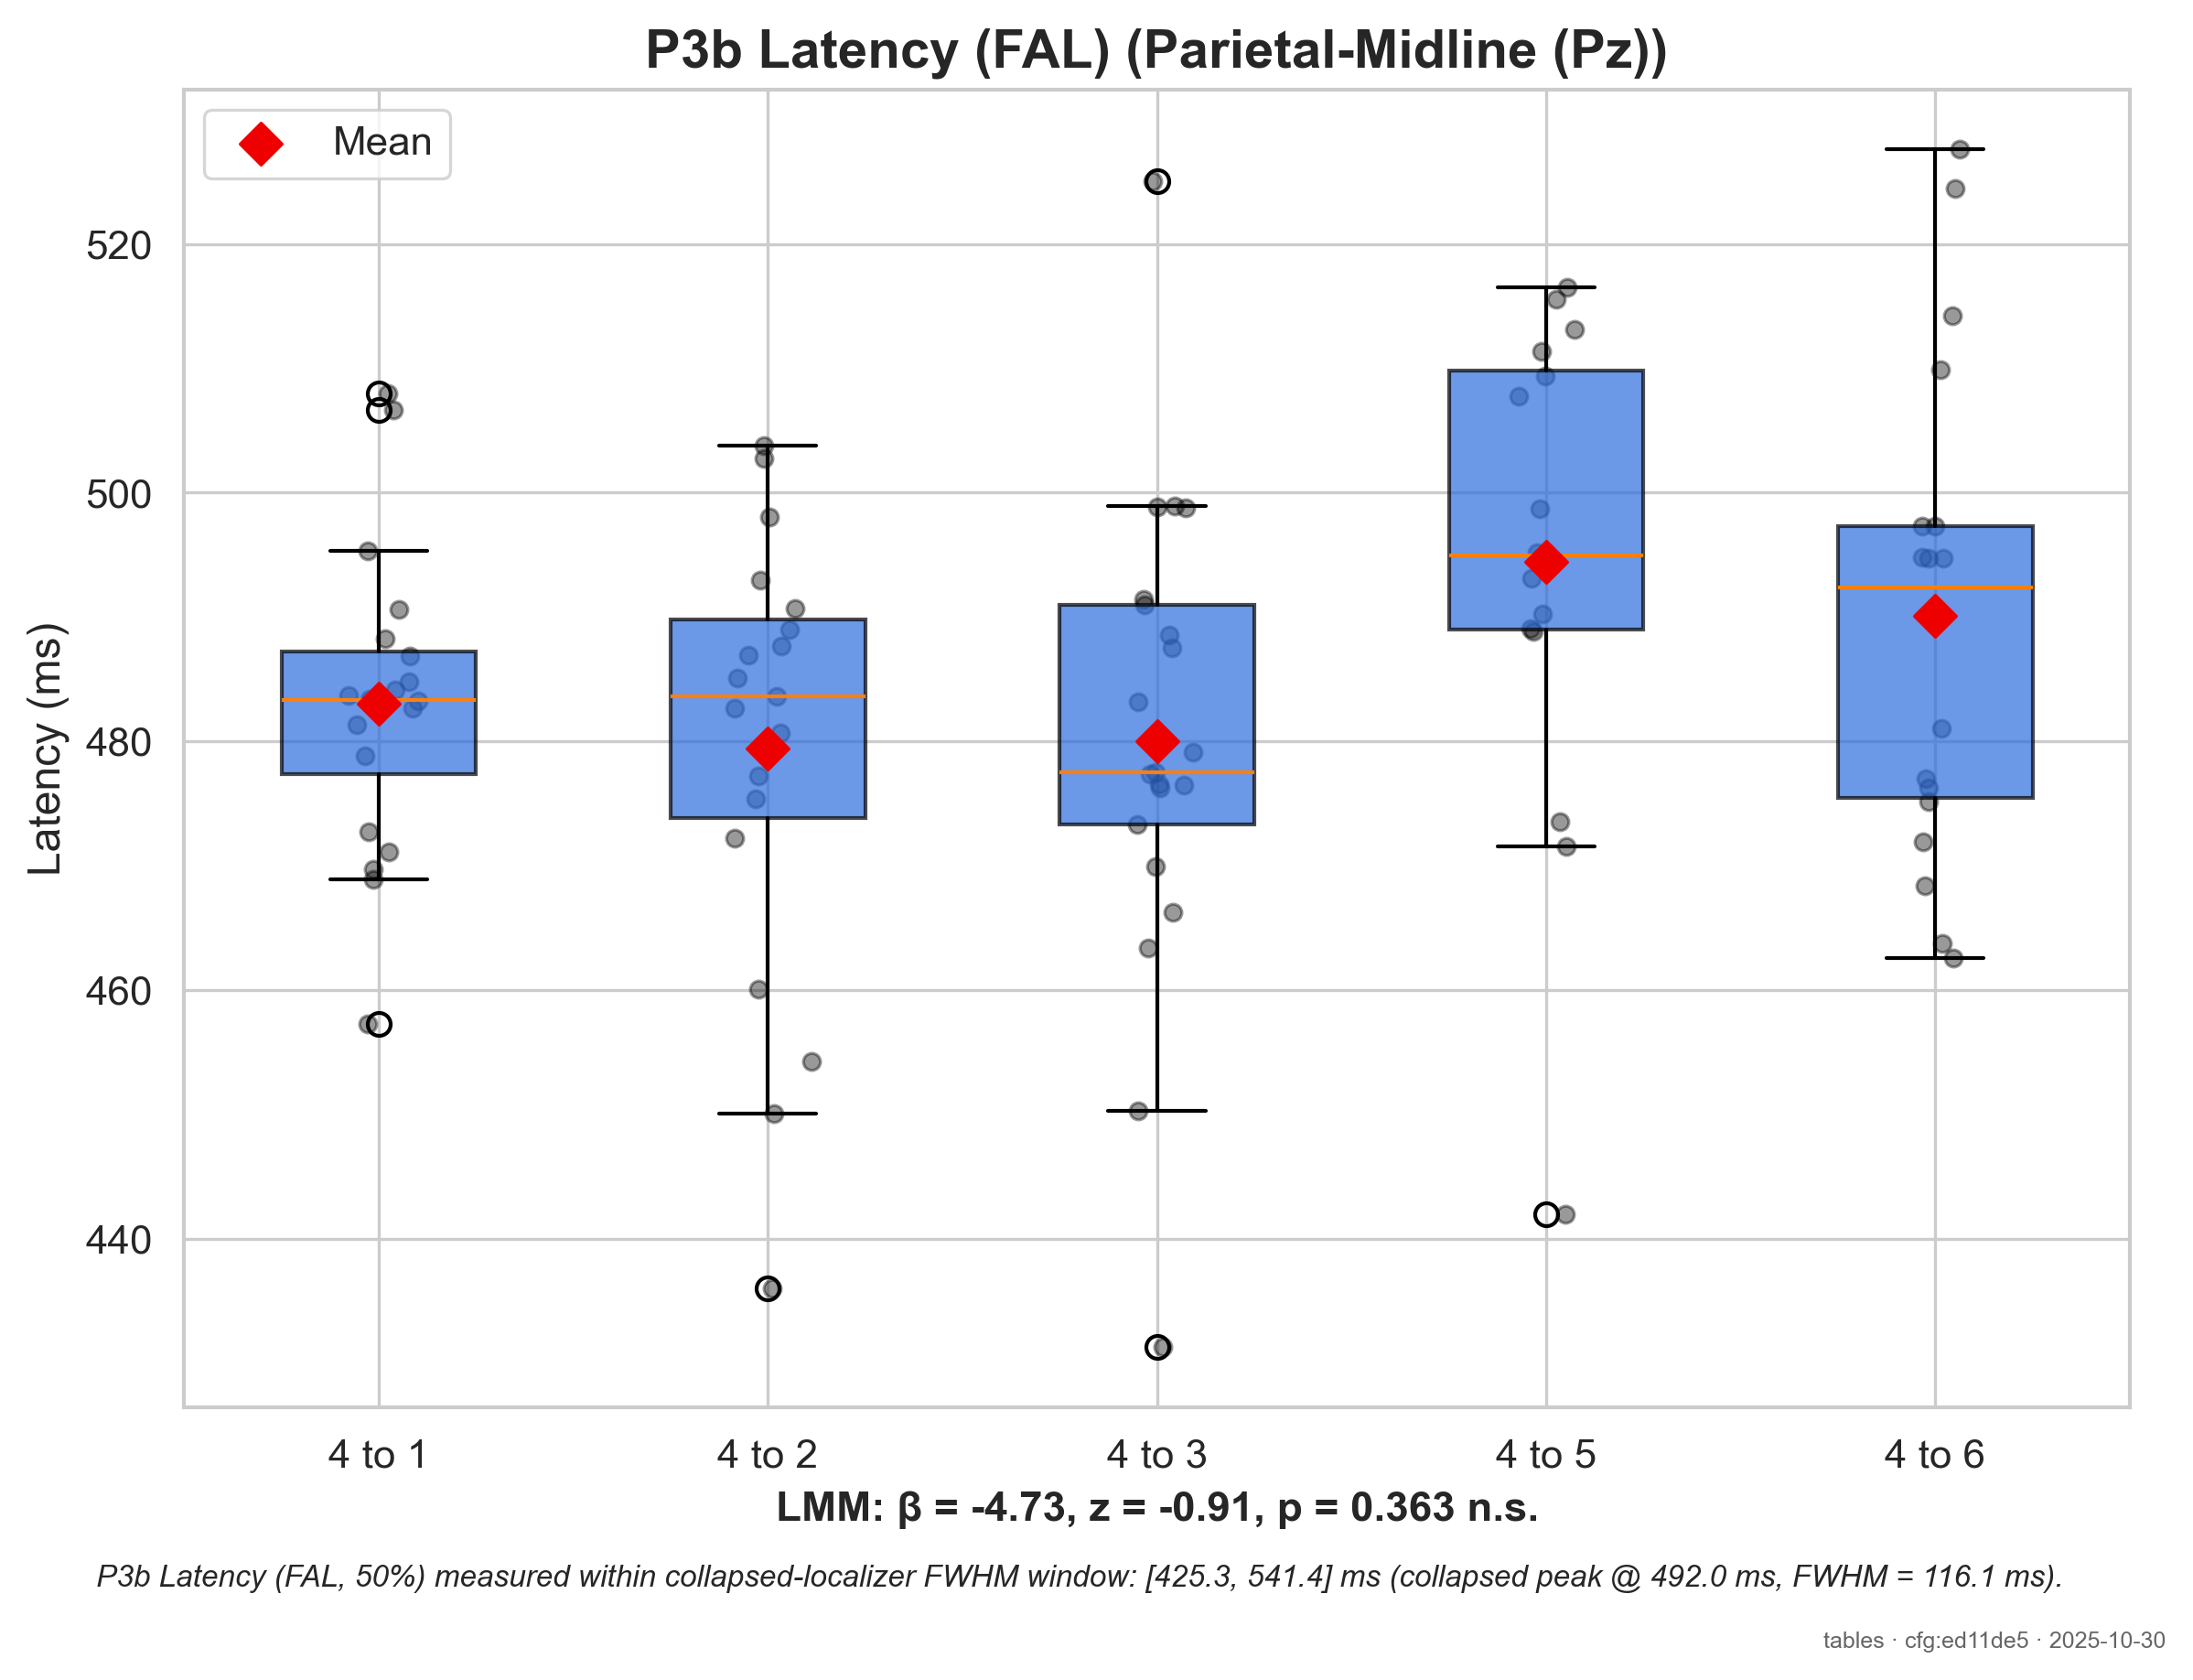 P3b Latency (FAL) (Parietal-Midline (Pz))
Mean
Latency (ms)
520
500
480
460
440
4 to 1 4 to 2 4 to 3 4 to 5 4 to 6
LMM: β = -4.73, z = -0.91, p = 0.363 n.s.
P3b Latency (FAL, 50%) measured within collapsed-localizer FWHM window: [425.3, 541.4] ms (collapsed peak @ 492.0 ms, FWHM = 116.1 ms).
tables · cfg:ed11de5 · 2025-10-30